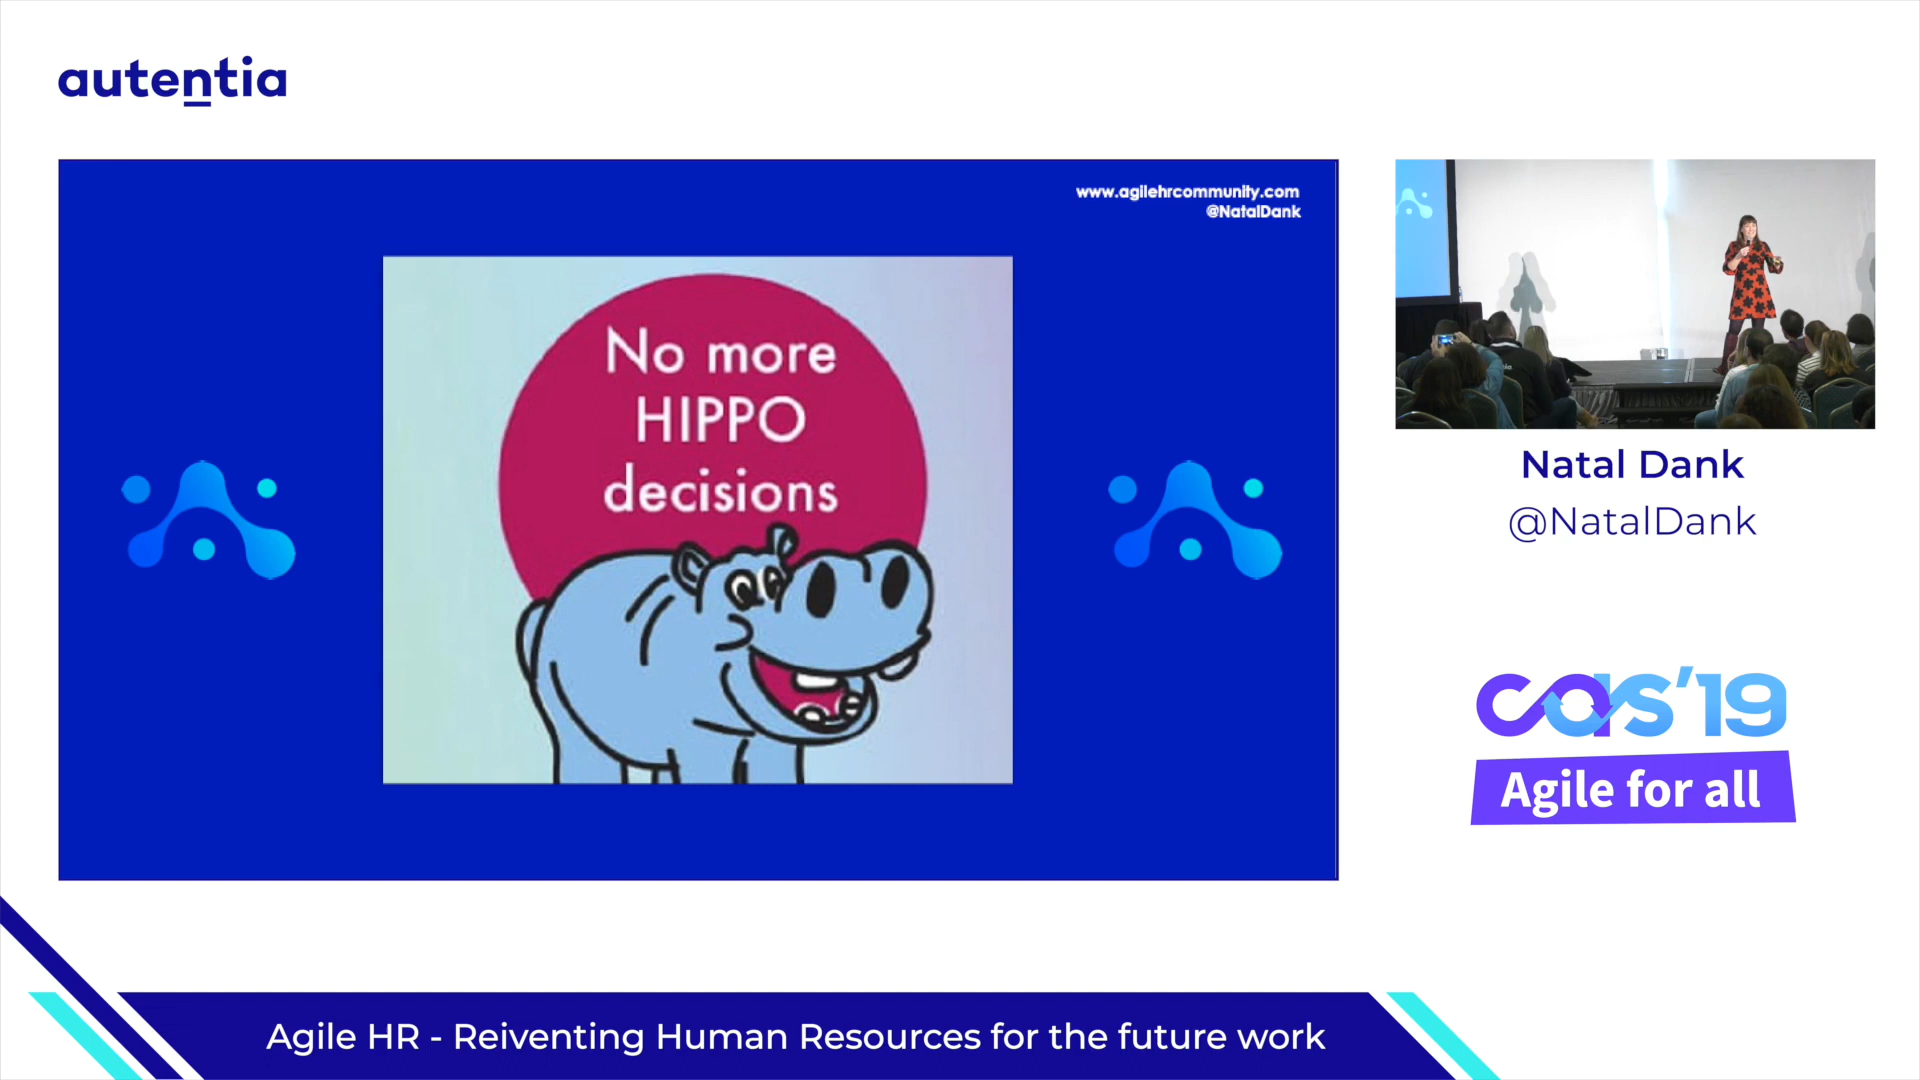 autentia
www.agilehrcommunity.com
@NatalDank
No more
HIPPO
decisions
Natal Dank
@NatalDank
cas'19
Agile for all
Agile HR - Reiventing Human Resources for the future work